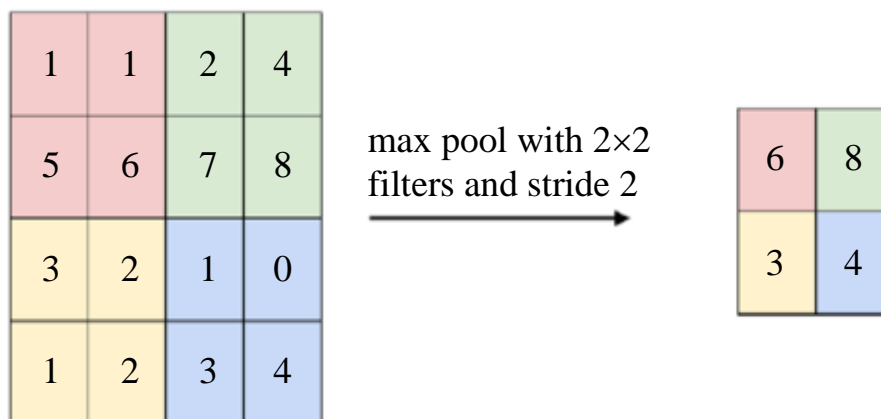 1 1 2 4
5 6 7 8
3 2 1 0
1 2 3 4
max pool with 2×2
filters and stride 2
6 8
3 4